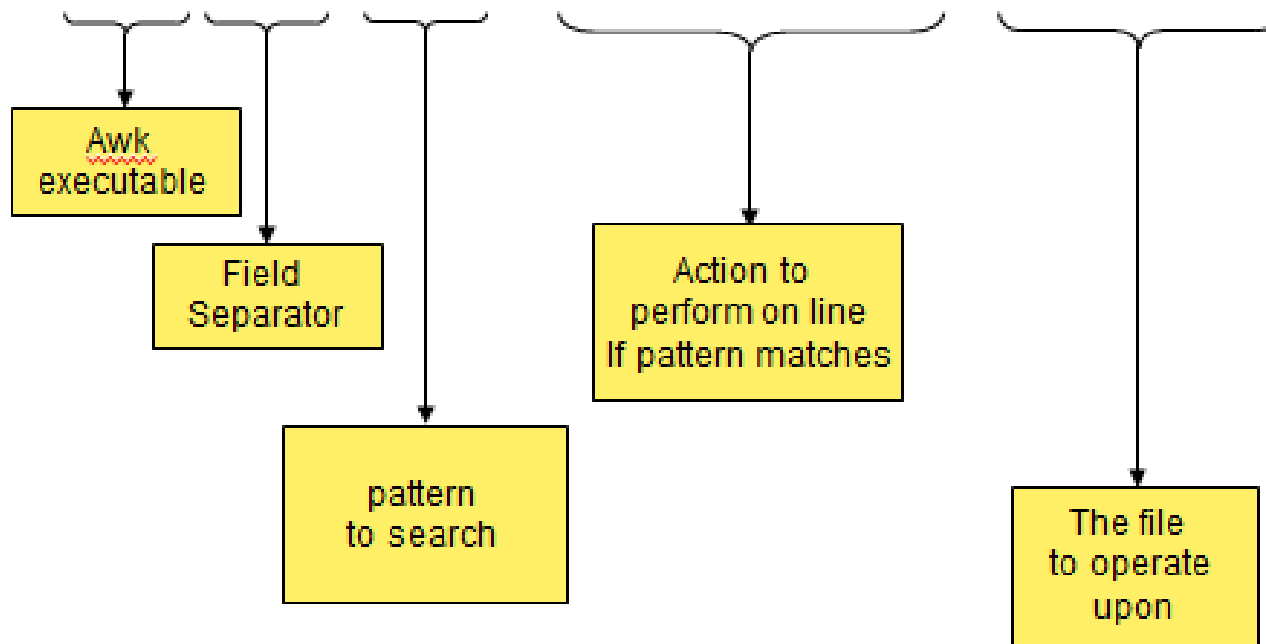 Awk
executable
Field
Separator
pattern
to search
Action to
perform on line
If pattern matches
The file
to operate
upon